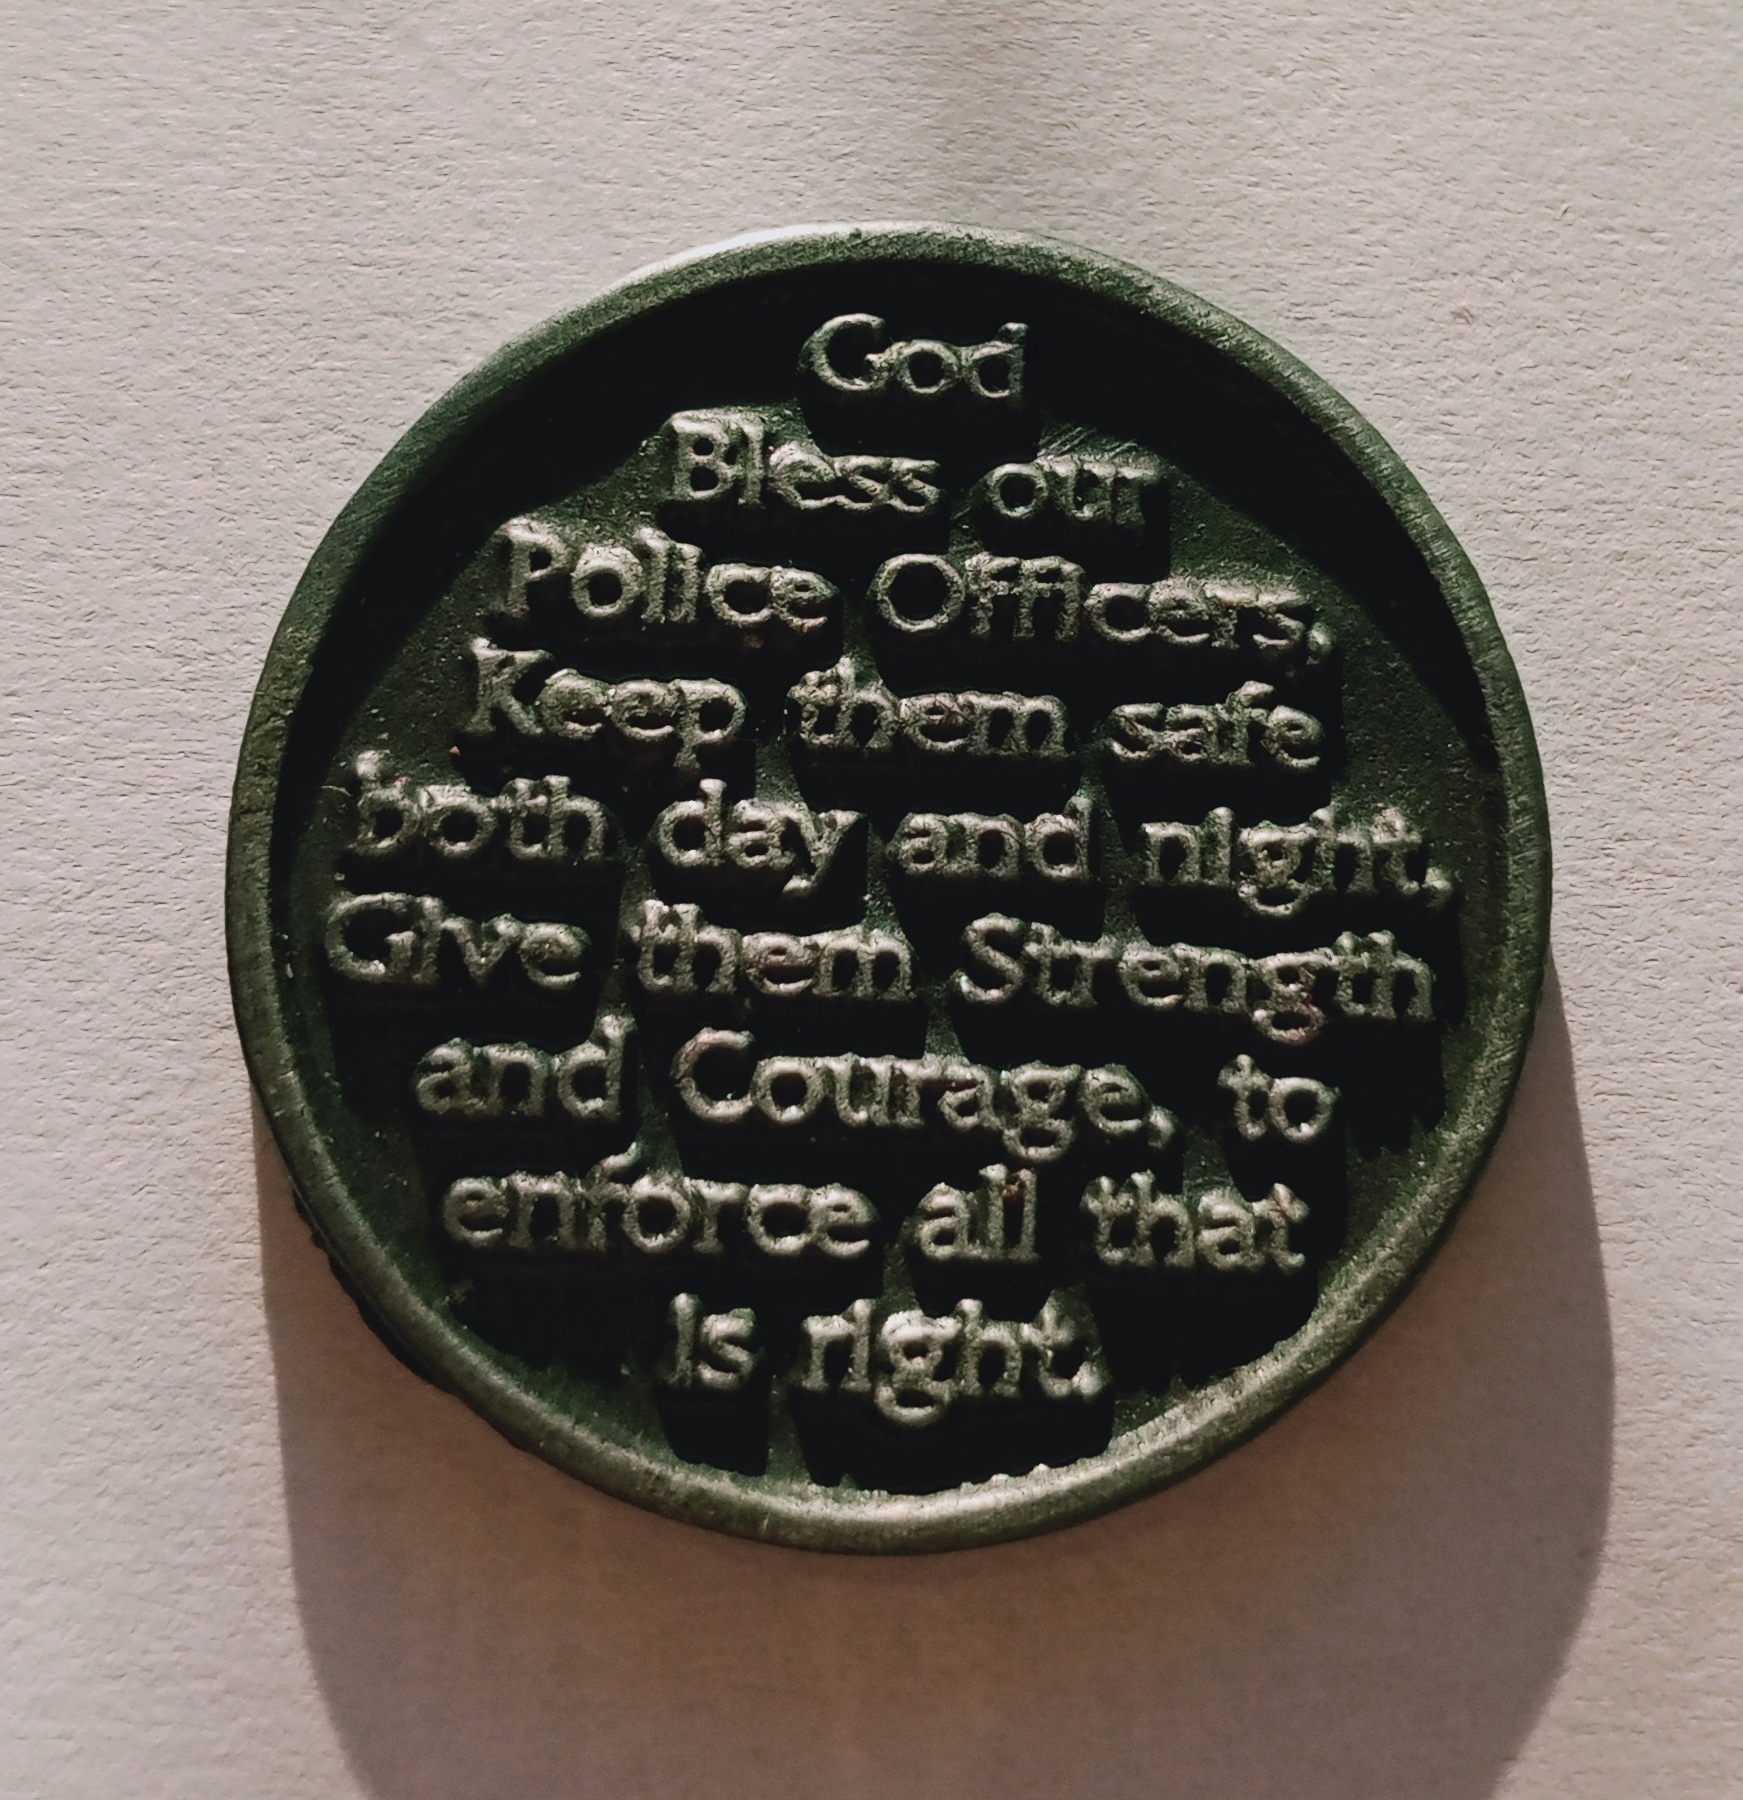 God
Bless our
Police Officers,
Keep them safe
both day and night,
Give them Strength
and Courage, to
enforce all that
is right.